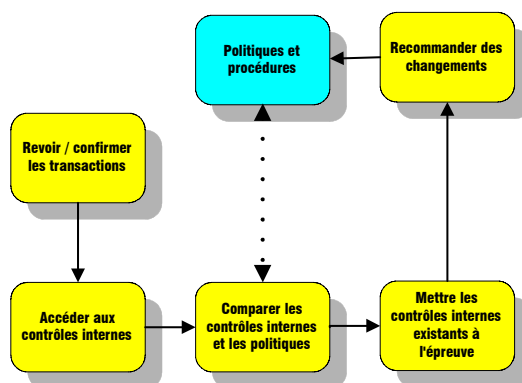 Politiques et
procédures
Recommander des
changements
Revoir / confirmer
les transactions
Accéder aux
contrôles internes
Comparer les
contrôles internes
et les politiques
Mettre les
contrôles internes
existants à
l'épreuve